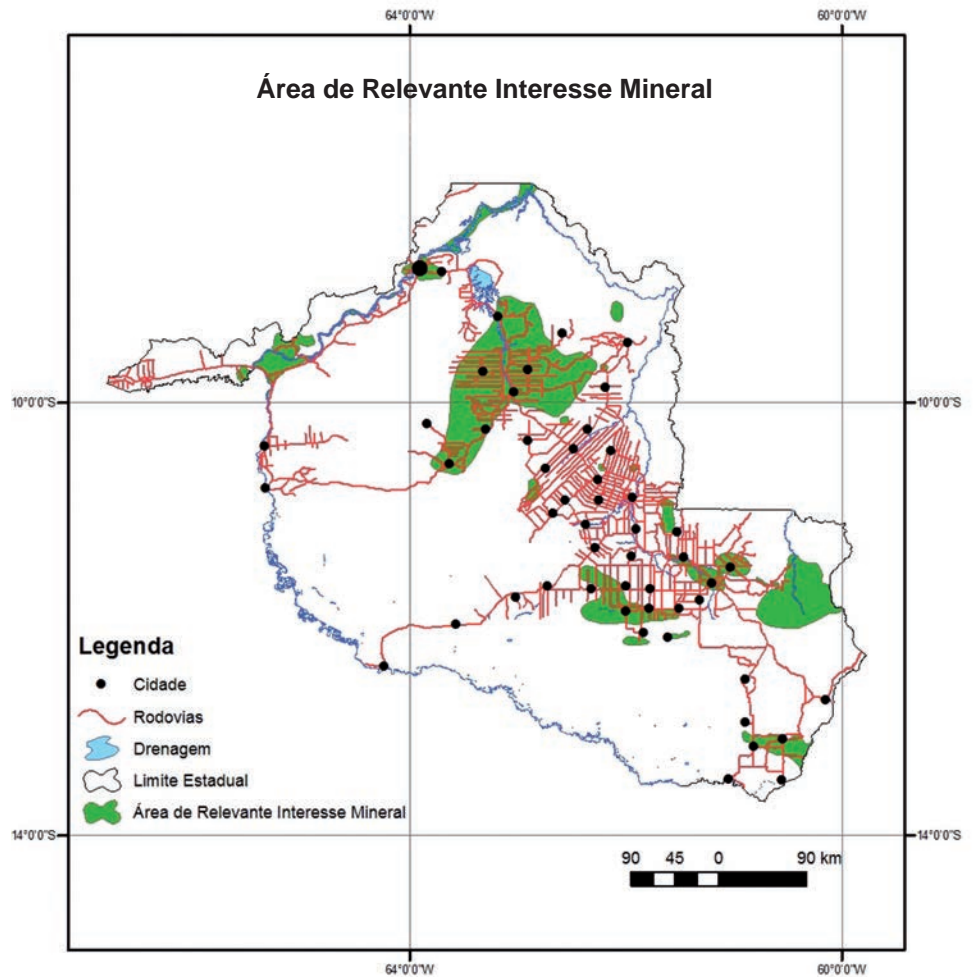 64°0'0"W
60°0'0"W
Área de Relevante Interesse Mineral
10°0'0"S
10°0'0"S
Legenda
Cidade
Rodovias
Drenagem
Limite Estadual
Área de Relevante Interesse Mineral
14°0'0"S
14°0'0"S
90 45 0 90 km
64°0'0"W
60°0'0"W